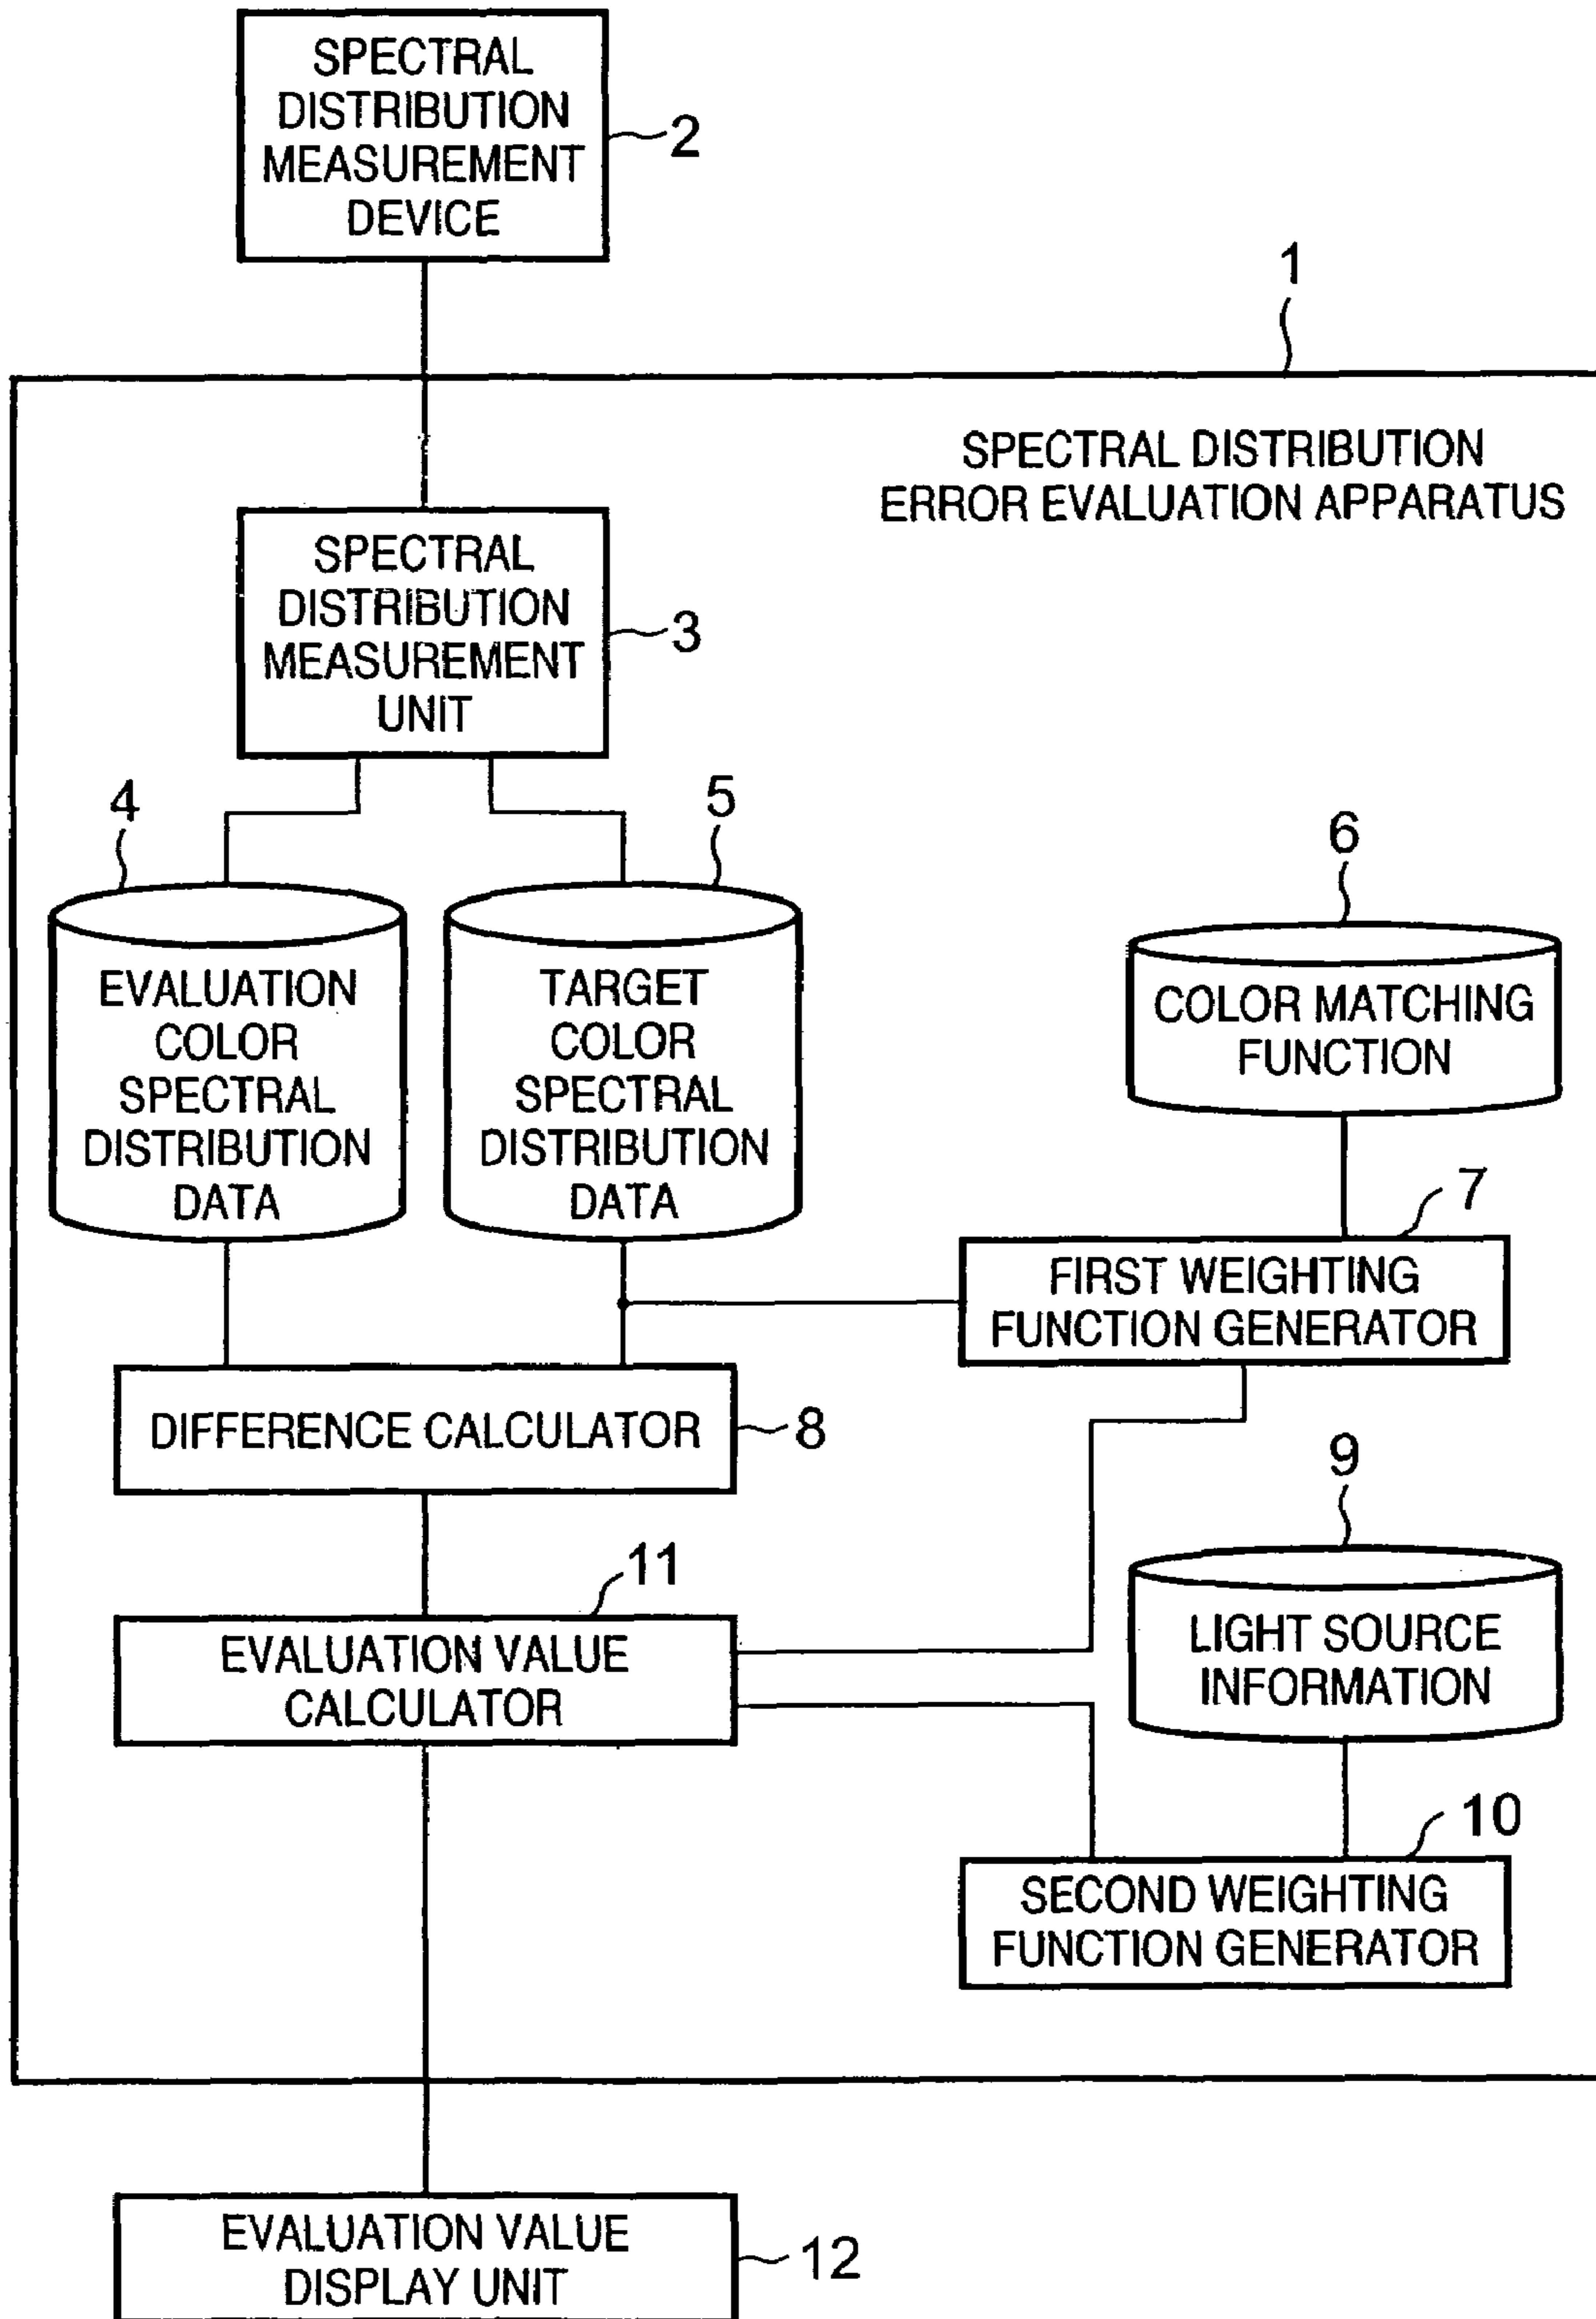 SPECTRAL
DISTRIBUTION
MEASUREMENT
DEVICE
2
1
SPECTRAL DISTRIBUTION
ERROR EVALUATION APPARATUS
SPECTRAL
DISTRIBUTION
MEASUREMENT
UNIT
3
4
5
EVALUATION
COLOR
SPECTRAL
DISTRIBUTION
DATA
TARGET
COLOR
SPECTRAL
DISTRIBUTION
DATA
6
COLOR MATCHING
FUNCTION
7
FIRST WEIGHTING
FUNCTION GENERATOR
DIFFERENCE CALCULATOR
8
9
LIGHT SOURCE
INFORMATION
11
EVALUATION VALUE
CALCULATOR
10
SECOND WEIGHTING
FUNCTION GENERATOR
EVALUATION VALUE
DISPLAY UNIT
12